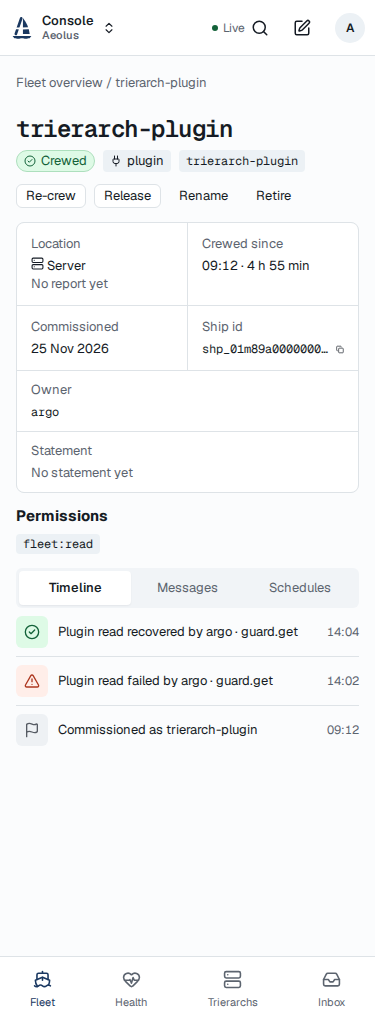 Console
Aeolus
Live
A
Fleet overview / trierarch-plugin
trierarch-plugin
Crewed
plugin
trierarch-plugin
Re-crew
Release
Rename
Retire
Location
Server
No report yet
Crewed since
09:12 · 4 h 55 min
Commissioned
25 Nov 2026
Ship id
shp_01m89a0000000…
Owner
argo
Statement
No statement yet
Permissions
fleet:read
Timeline
Messages
Schedules
Plugin read recovered by argo · guard.get 14:04
Plugin read failed by argo · guard.get 14:02
Commissioned as trierarch-plugin 09:12
Fleet
Health
Trierarchs
Inbox